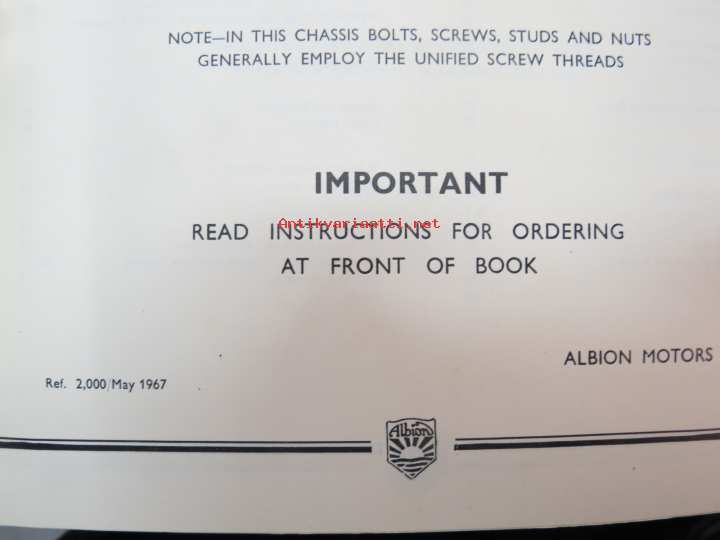 NOTE—IN THIS CHASSIS BOLTS, SCREWS, STUDS AND NUTS
GENERALLY EMPLOY THE UNIFIED SCREW THREADS
IMPORTANT
Antikvariaatti.net
READ INSTRUCTIONS FOR ORDERING
AT FRONT OF BOOK
ALBION MOTORS
Ref. 2,000/May 1967
Albion